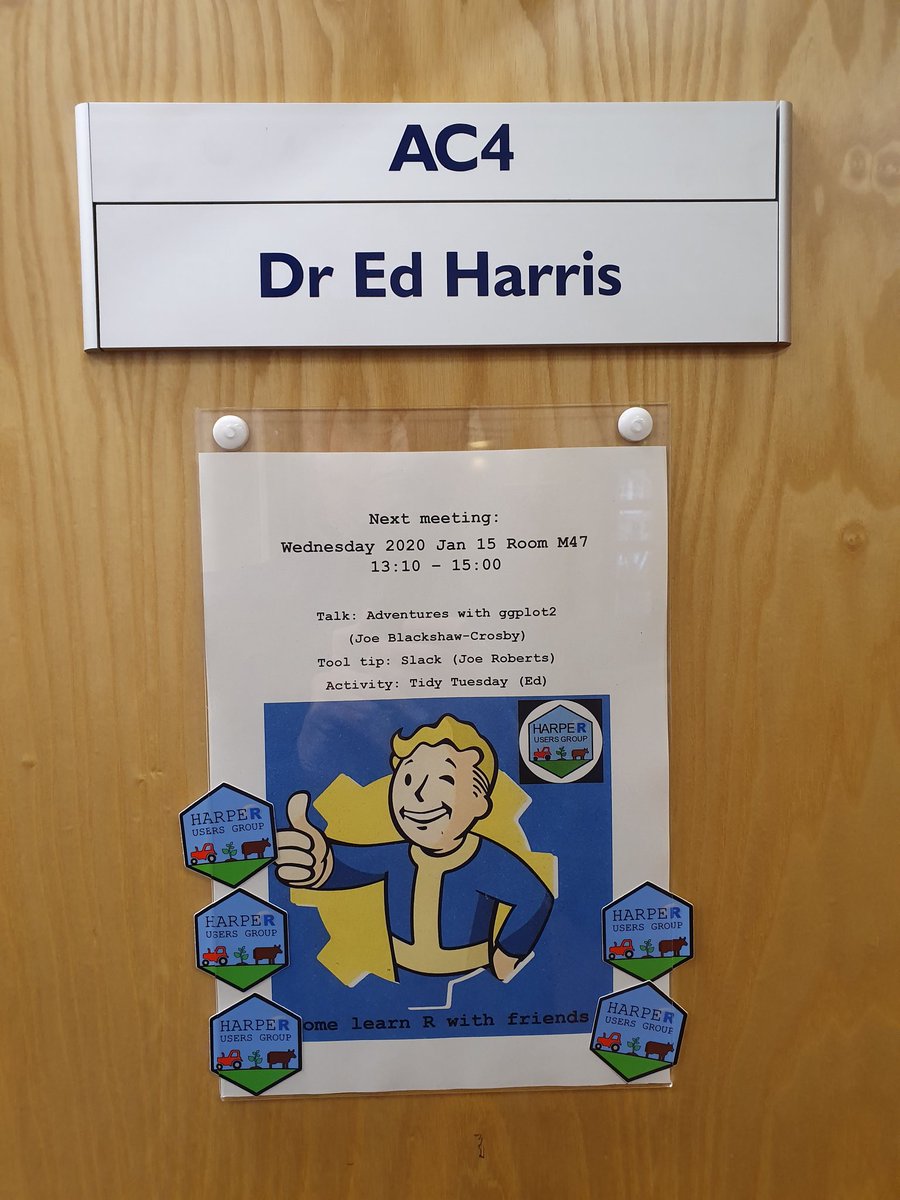 AC4
Dr Ed Harris
Next meeting:
Wednesday 2020 Jan 15 Room M47
13:10 – 15:00
Talk: Adventures with ggplot2
(Joe Blackshaw-Crosby)
Tool tip: Slack (Joe Roberts)
Activity: Tidy Tuesday (Ed)
HARPER
USERS GROUP
HARPER
USERS GROUP
HARPER
USERS GROUP
HARPER
USERS GROUP
HARPER
USERS GROUP
HARPER
USERS GROUP
ome learn R with friends